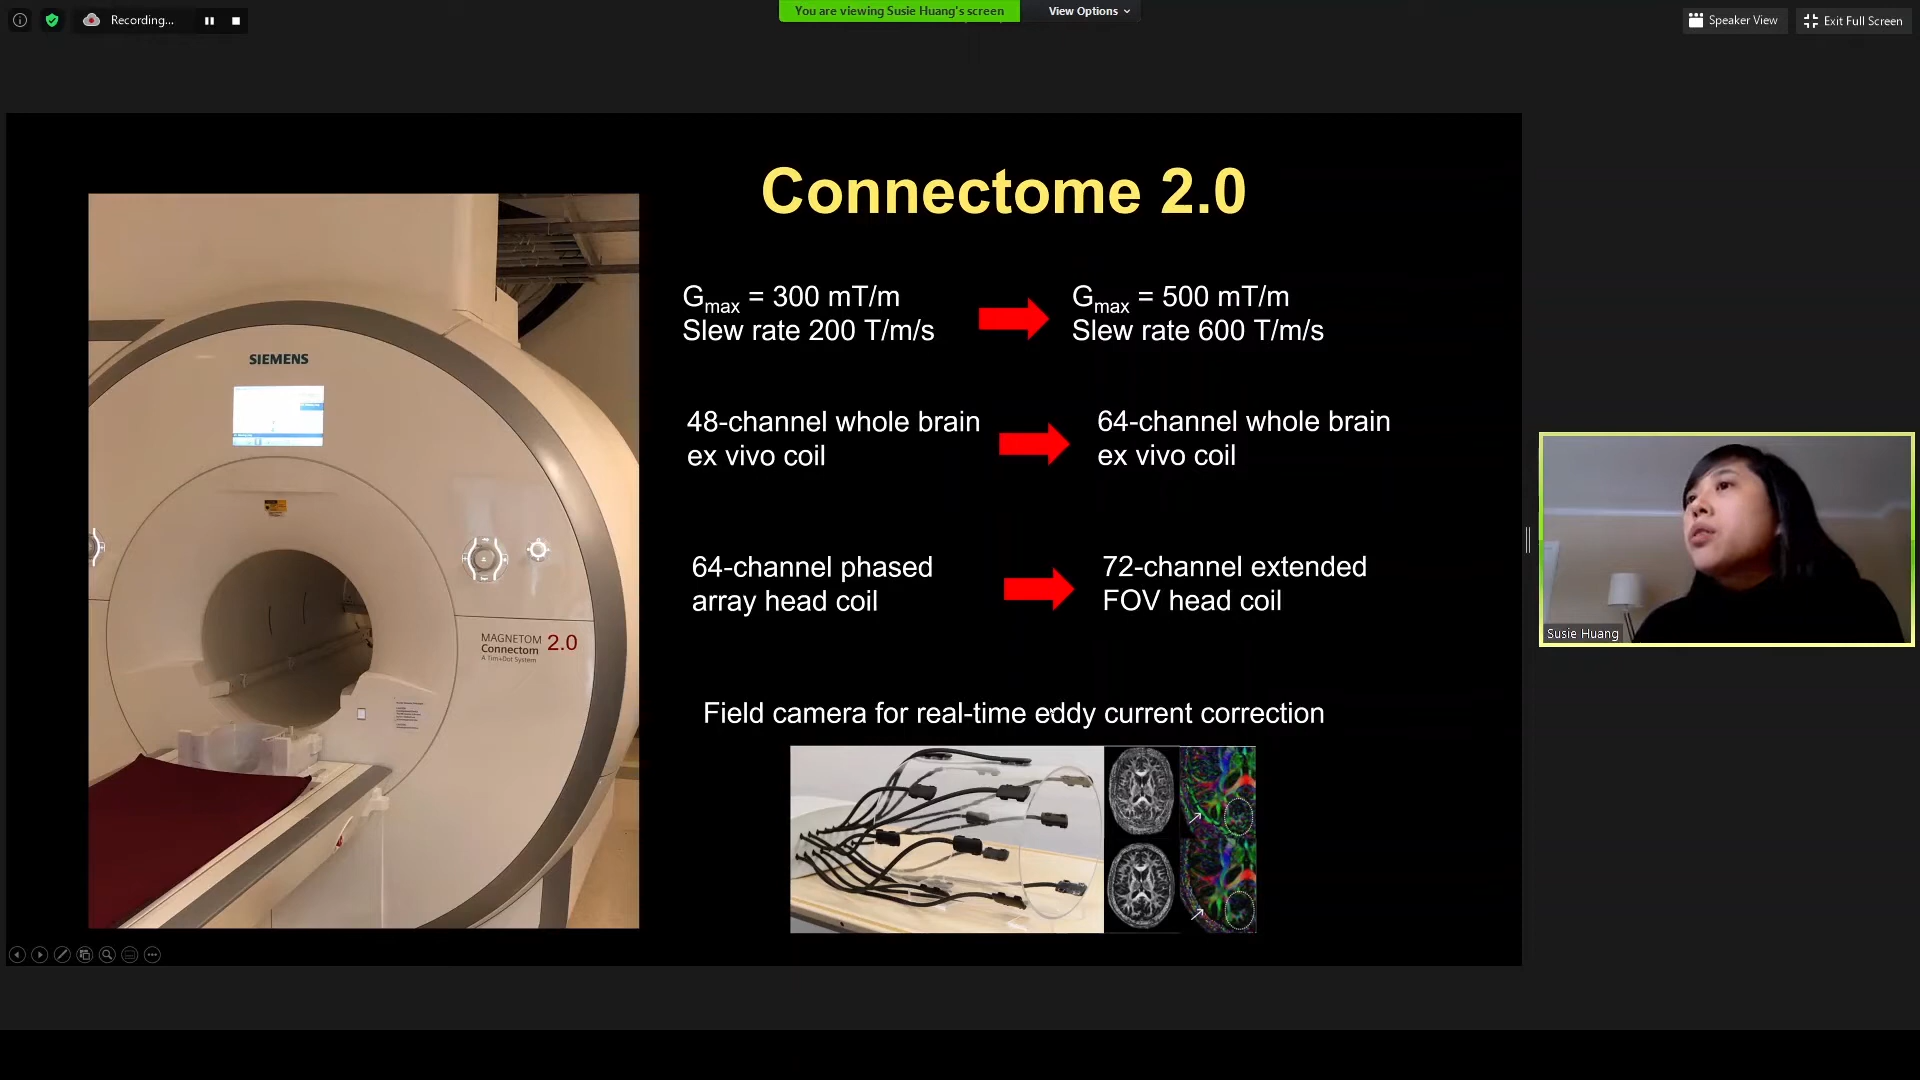 Recording...
You are viewing Susie Huang's screen
View Options
Speaker View
Exit Full Screen
Connectome 2.0
Gmax = 300 mT/m
Slew rate 200 T/m/s
Gmax = 500 mT/m
Slew rate 600 T/m/s
48-channel whole brain
ex vivo coil
64-channel whole brain
ex vivo coil
64-channel phased
array head coil
72-channel extended
FOV head coil
Field camera for real-time eddy current correction
SIEMENS
MAGNETOM
Connectom 2.0
A Tim+Dot System
Susie Huang